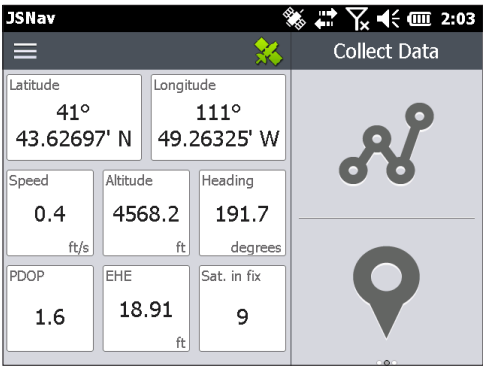 JSNav
2:03
Collect Data
Latitude
41°
43.62697' N
Longitude
111°
49.26325' W
Speed
0.4
ft/s
Altitude
4568.2
ft
Heading
191.7
degrees
PDOP
1.6
EHE
18.91
ft
Sat. in fix
9